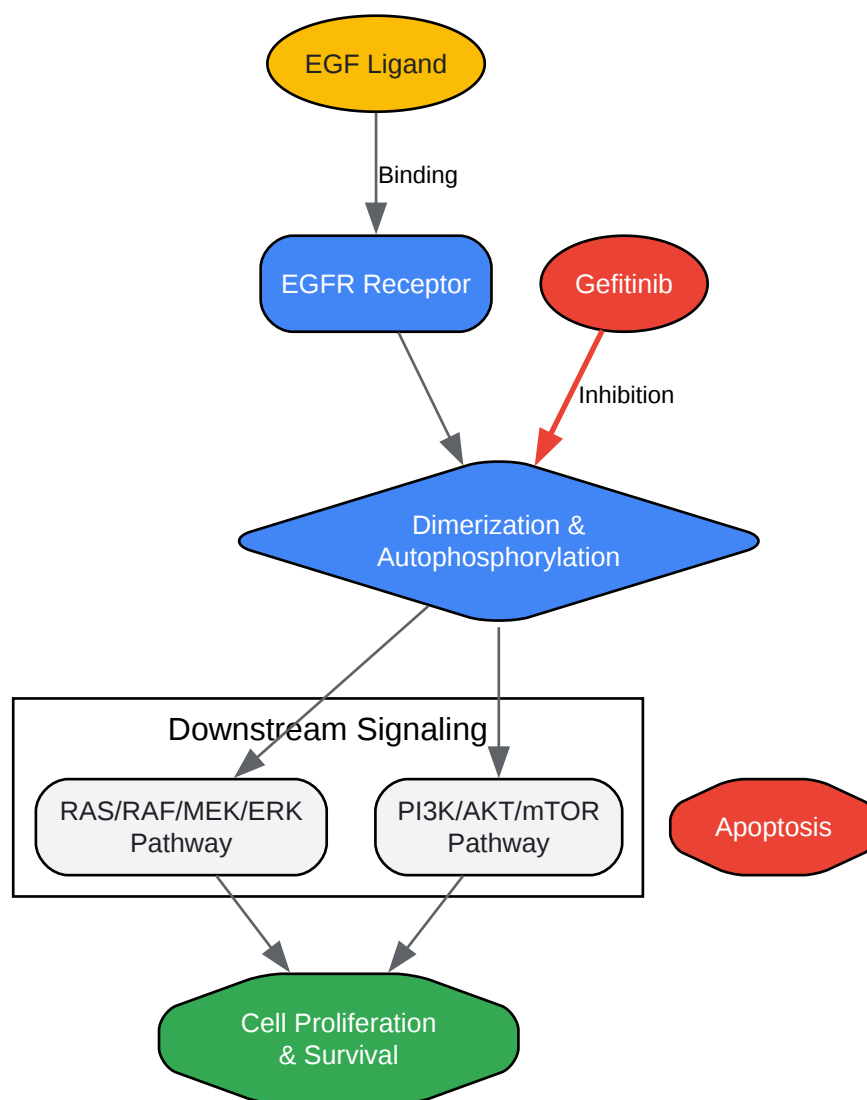 EGF Ligand
Binding
EGFR Receptor
Gefitinib
Inhibition
Dimerization &
Autophosphorylation
Downstream Signaling
RAS/RAF/MEK/ERK
Pathway
PI3K/AKT/mTOR
Pathway
Apoptosis
Cell Proliferation
& Survival